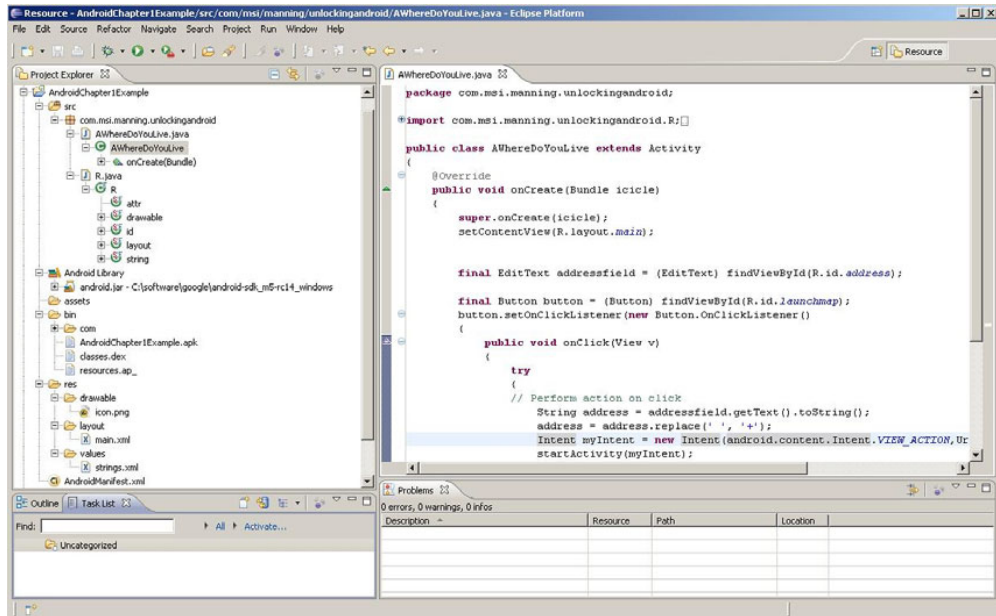 Resource - AndroidChapter1Example/src/com/msi/manning/unlockingandroid/AWhereDoYouLive.java - Eclipse Platform
File Edit Source Refactor Navigate Search Project Run Window Help
Resource
Project Explorer
AndroidChapter1Example
src
com.msi.manning.unlockingandroid
AWhereDoYouLive.java
AWhereDoYouLive
onCreate(Bundle)
R.java
R
attr
drawable
id
layout
string
Android Library
android.jar - C:\software\google\android-sdk_m5-rc14_windows
assets
bin
com
AndroidChapter1Example.apk
classes.dex
resources.ap_
res
drawable
icon.png
layout
main.xml
values
strings.xml
AndroidManifest.xml
AWhereDoYouLive.java
package com.msi.manning.unlockingandroid;
import com.msi.manning.unlockingandroid.R;
public class AWhereDoYouLive extends Activity
{
@Override
public void onCreate(Bundle icicle)
{
super.onCreate(icicle);
setContentView(R.layout.main);
final EditText addressfield = (EditText) findViewById(R.id.address);
final Button button = (Button) findViewById(R.id.launchmap);
button.setOnClickListener(new Button.OnClickListener()
{
public void onClick(View v)
{
try
{
// Perform action on click
String address = addressfield.getText().toString();
address = address.replace(' ', '+');
Intent myIntent = new Intent(android.content.Intent.VIEW_ACTION,Ur
startActivity(myIntent);
Outline Task List
Find: All Activate...
Uncategorized
Problems
0 errors, 0 warnings, 0 infos
Description Resource Path Location